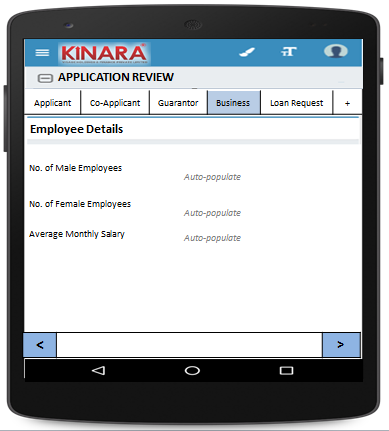 KINARA
APPLICATION REVIEW
Applicant Co-Applicant Guarantor Business Loan Request +
Employee Details
No. of Male Employees
Auto-populate
No. of Female Employees
Auto-populate
Average Monthly Salary
Auto-populate
< >